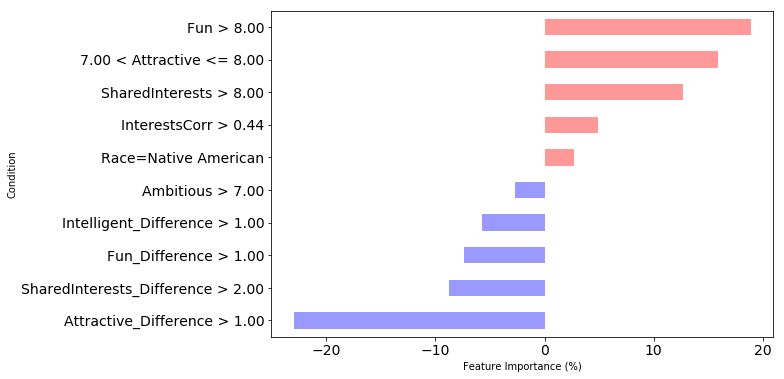 Fun > 8.00
7.00 < Attractive <= 8.00
SharedInterests > 8.00
InterestsCorr > 0.44
Race=Native American
Ambitious > 7.00
Intelligent_Difference > 1.00
Fun_Difference > 1.00
SharedInterests_Difference > 2.00
Attractive_Difference > 1.00
Condition
−20 −10 0 10 20
Feature Importance (%)